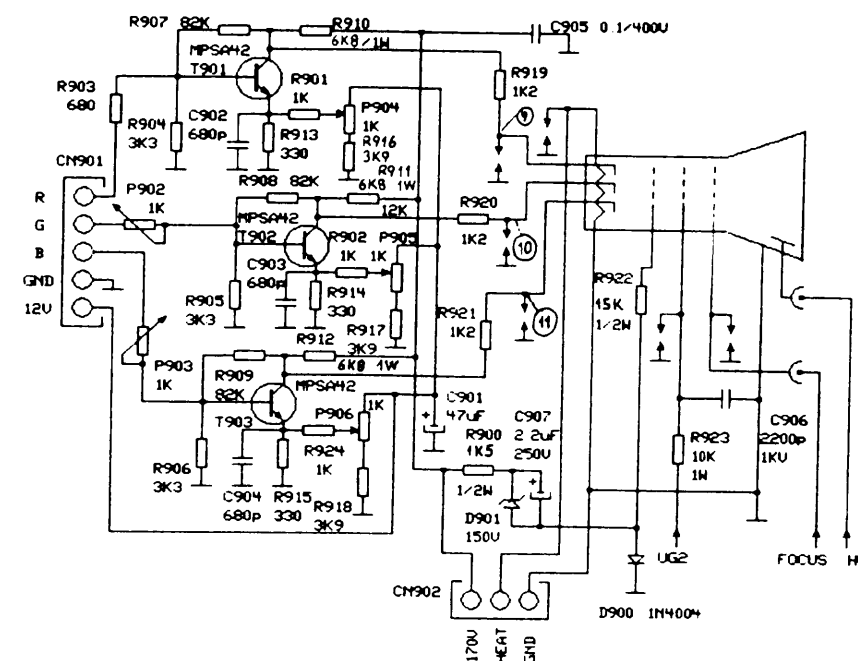 R907 82K
R910
6K8/1W
C905 0.1/400V
MPSA42
T901
R901
1K
R919
1K2
R903
680
C902
680p
P904
1K
9
R904
3K3
R913
330
R916
3K9
CN901
R911
6K8 1W
R908 82K
P902
1K
R
G
B
GND
12V
12K
R920
1K2
MPSA42
T902
R902
1K
P905
1K
10
C903
680p
R905
3K3
R914
330
R922
15K
1/2W
R921
1K2
11
R917
3K9
R912
6K8 1W
P903
1K
R909
82K
MPSA42
T903
P906
1K
C901
47uF
C907
2.2uF
250V
R900
1K5
1/2W
C906
2200p
1KV
R923
10K
1W
R906
3K3
R924
1K
C904
680p
R915
330
R918
3K9
D901
150V
UG2
FOCUS
H
CN902
D900 1N4004
170V
HEAT
GND